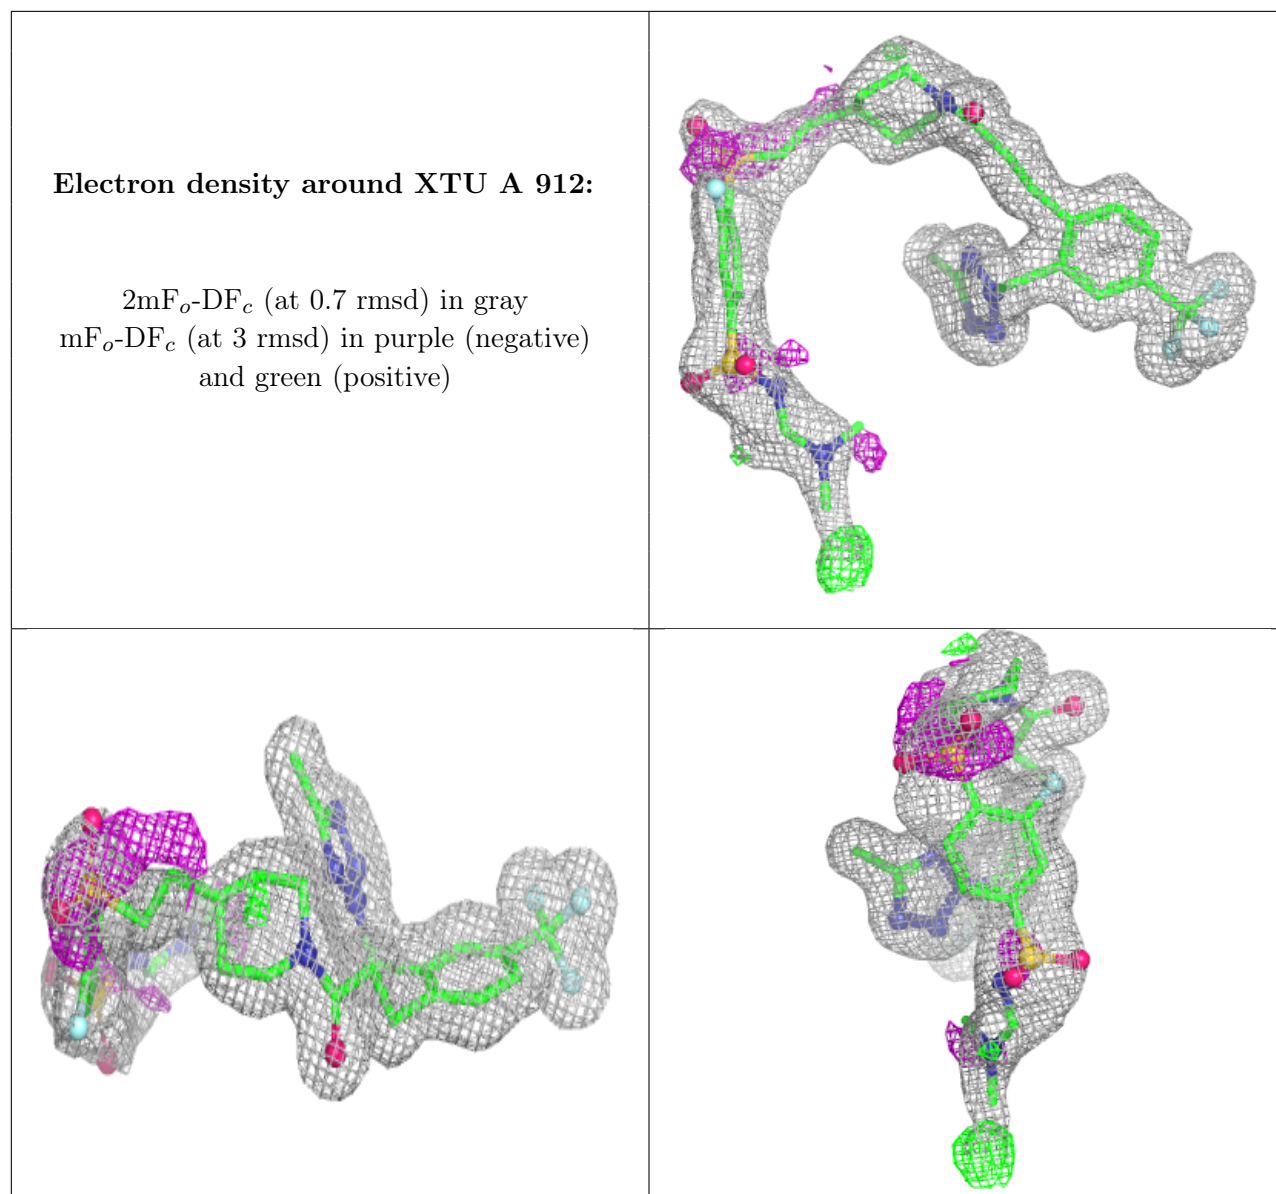 Electron density around XTU A 912:
2mFo-DFc (at 0.7 rmsd) in gray
mFo-DFc (at 3 rmsd) in purple (negative)
and green (positive)